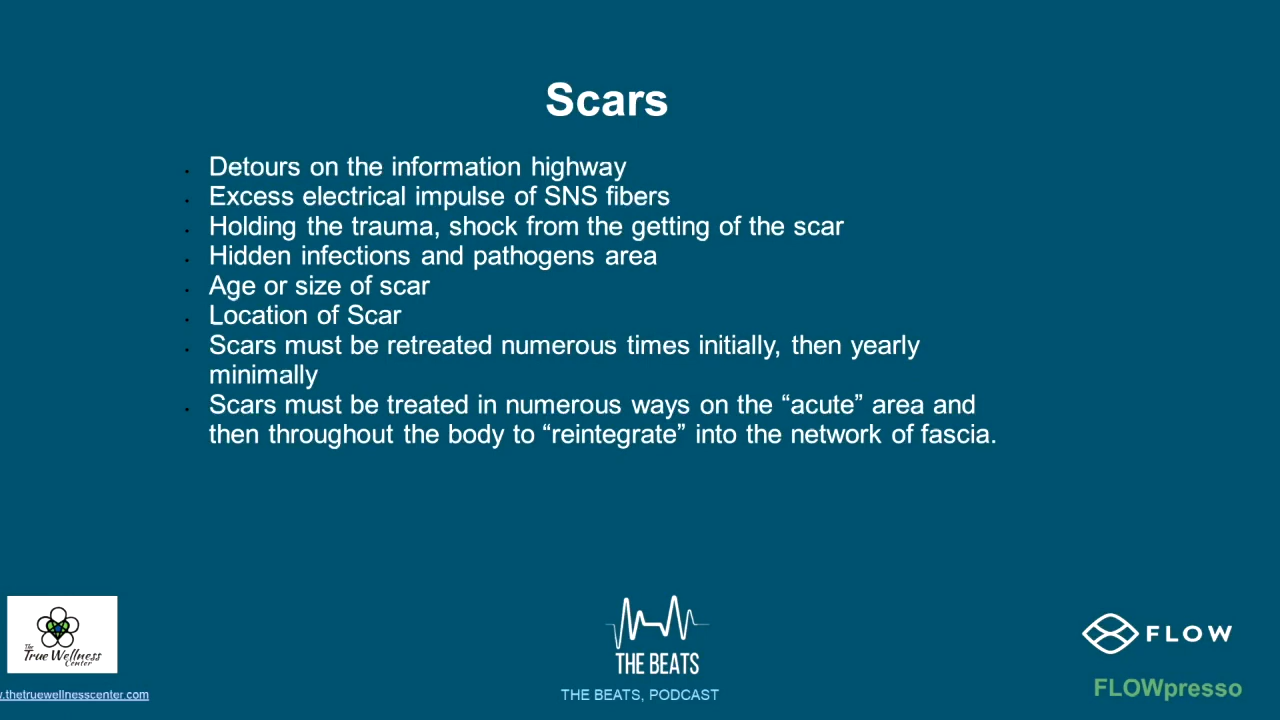 Scars
Detours on the information highway
Excess electrical impulse of SNS fibers
Holding the trauma, shock from the getting of the scar
Hidden infections and pathogens area
Age or size of scar
Location of Scar
Scars must be retreated numerous times initially, then yearly
minimally
Scars must be treated in numerous ways on the “acute” area and
then throughout the body to “reintegrate” into the network of fascia.
The
True Wellness
Center
.thetruewellnesscenter.com
THE BEATS
THE BEATS, PODCAST
FLOW
FLOWpresso